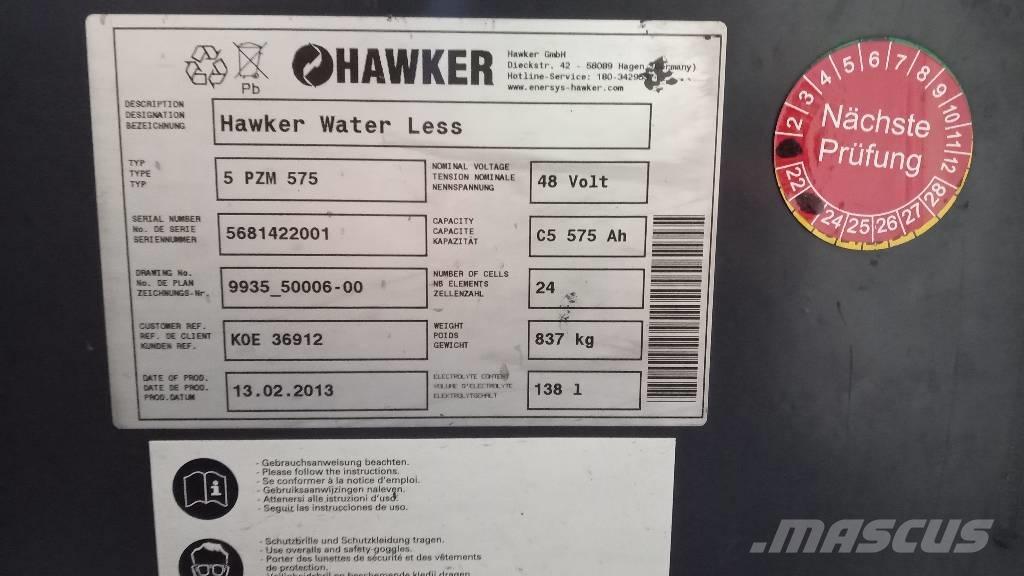 Pb
HAWKER
Hawker GmbH
Dieckstr. 42 - 58089 Hagen
Hotline-Service: 180-34295
www.enersys-hawker.com
DESCRIPTION
DESIGNATION
BEZEICHNUNG
Hawker Water Less
TYP
TYPE
TYP
5 PZM 575
NOMINAL VOLTAGE
TENSION NOMINALE
NENNSPANNUNG
48 Volt
SERIAL NUMBER
No. DE SERIE
SERIENNUMMER
5681422001
CAPACITY
CAPACITE
KAPAZITÄT
C5 575 Ah
DRAWING No.
No. DE PLAN
ZEICHNUNGS-Nr.
9935_50006-00
NUMBER OF CELLS
NB ELEMENTS
ZELLENZAHL
24
CUSTOMER REF.
REF. DE CLIENT
KUNDEN REF.
KOE 36912
WEIGHT
POIDS
GEWICHT
837 kg
DATE OF PROD.
DATE DE PROD.
PROD.DATUM
13.02.2013
ELECTROLYTE CONTENT
VOLUME D'ELECTROLYTE
ELEKTROLYTGEHALT
138 l
2 3 4 5 6 7 8 9 10 11 12
Nächste
Prüfung
22 24 25 26 27 28
- Gebrauchsanweisung beachten.
- Please follow the instructions.
- Se conformer à la notice d'emploi.
- Gebruiksaanwijzingen naleven.
- Attenersi alle istruzioni d'uso.
- Seguir las instrucciones de uso.
- Schutzbrille und Schutzkleidung tragen.
- Use overalls and safety-goggles.
- Porter des lunettes de sécurité et des vêtements
de protection.
- Veiligheidsbril en beschermende kledij dragen
MASCUS